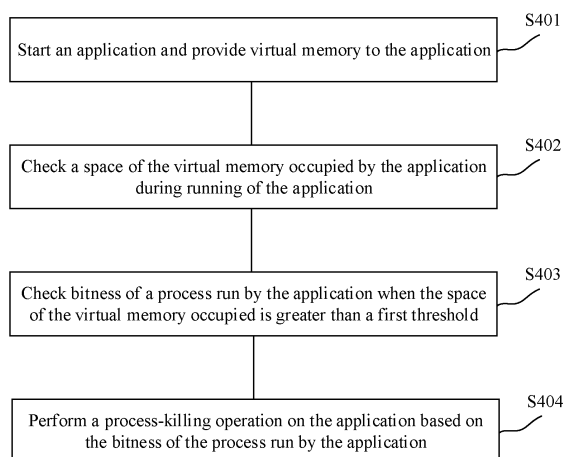 S401
Start an application and provide virtual memory to the application
S402
Check a space of the virtual memory occupied by the application
during running of the application
S403
Check bitness of a process run by the application when the space
of the virtual memory occupied is greater than a first threshold
S404
Perform a process-killing operation on the application based on
the bitness of the process run by the application